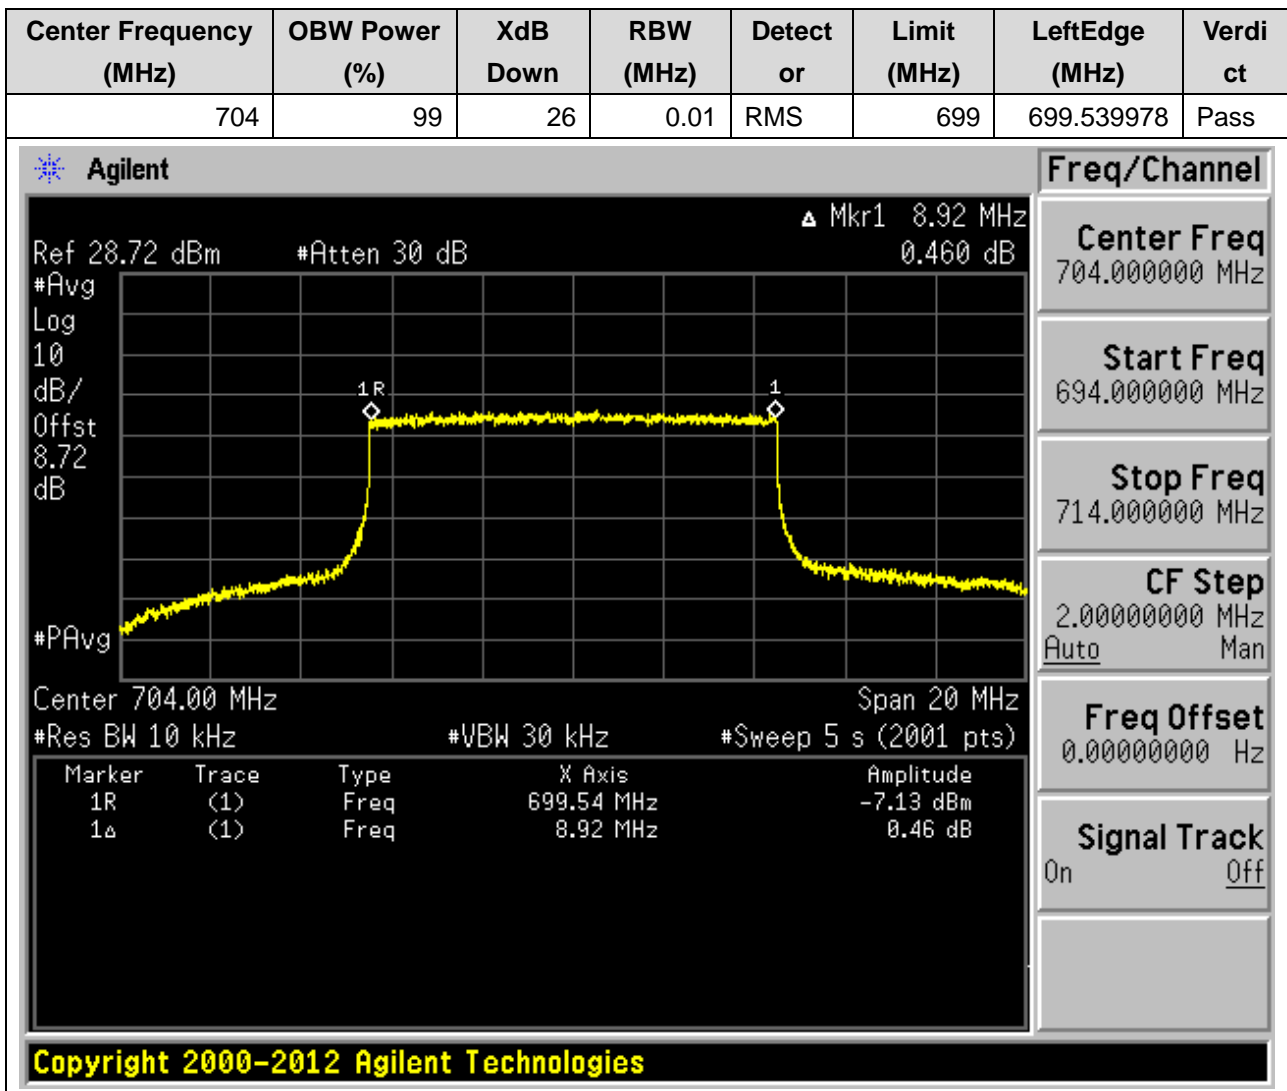 Center Frequency (MHz) OBW Power (%) XdB Down RBW (MHz) Detect or Limit (MHz) LeftEdge (MHz) Verdi ct
704 99 26 0.01 RMS 699 699.539978 Pass
Agilent
Freq/Channel
Δ Mkr1 8.92 MHz
Ref 28.72 dBm #Atten 30 dB 0.460 dB
#Avg
Log
10
dB/
Offst
8.72
dB
#PAvg
1R
1
Center 704.00 MHz Span 20 MHz
#Res BW 10 kHz #VBW 30 kHz #Sweep 5 s (2001 pts)
Marker Trace Type X Axis Amplitude
1R (1) Freq 699.54 MHz -7.13 dBm
1Δ (1) Freq 8.92 MHz 0.46 dB
Center Freq
704.000000 MHz
Start Freq
694.000000 MHz
Stop Freq
714.000000 MHz
CF Step
2.00000000 MHz
Auto Man
Freq Offset
0.00000000 Hz
Signal Track
On Off
Copyright 2000-2012 Agilent Technologies